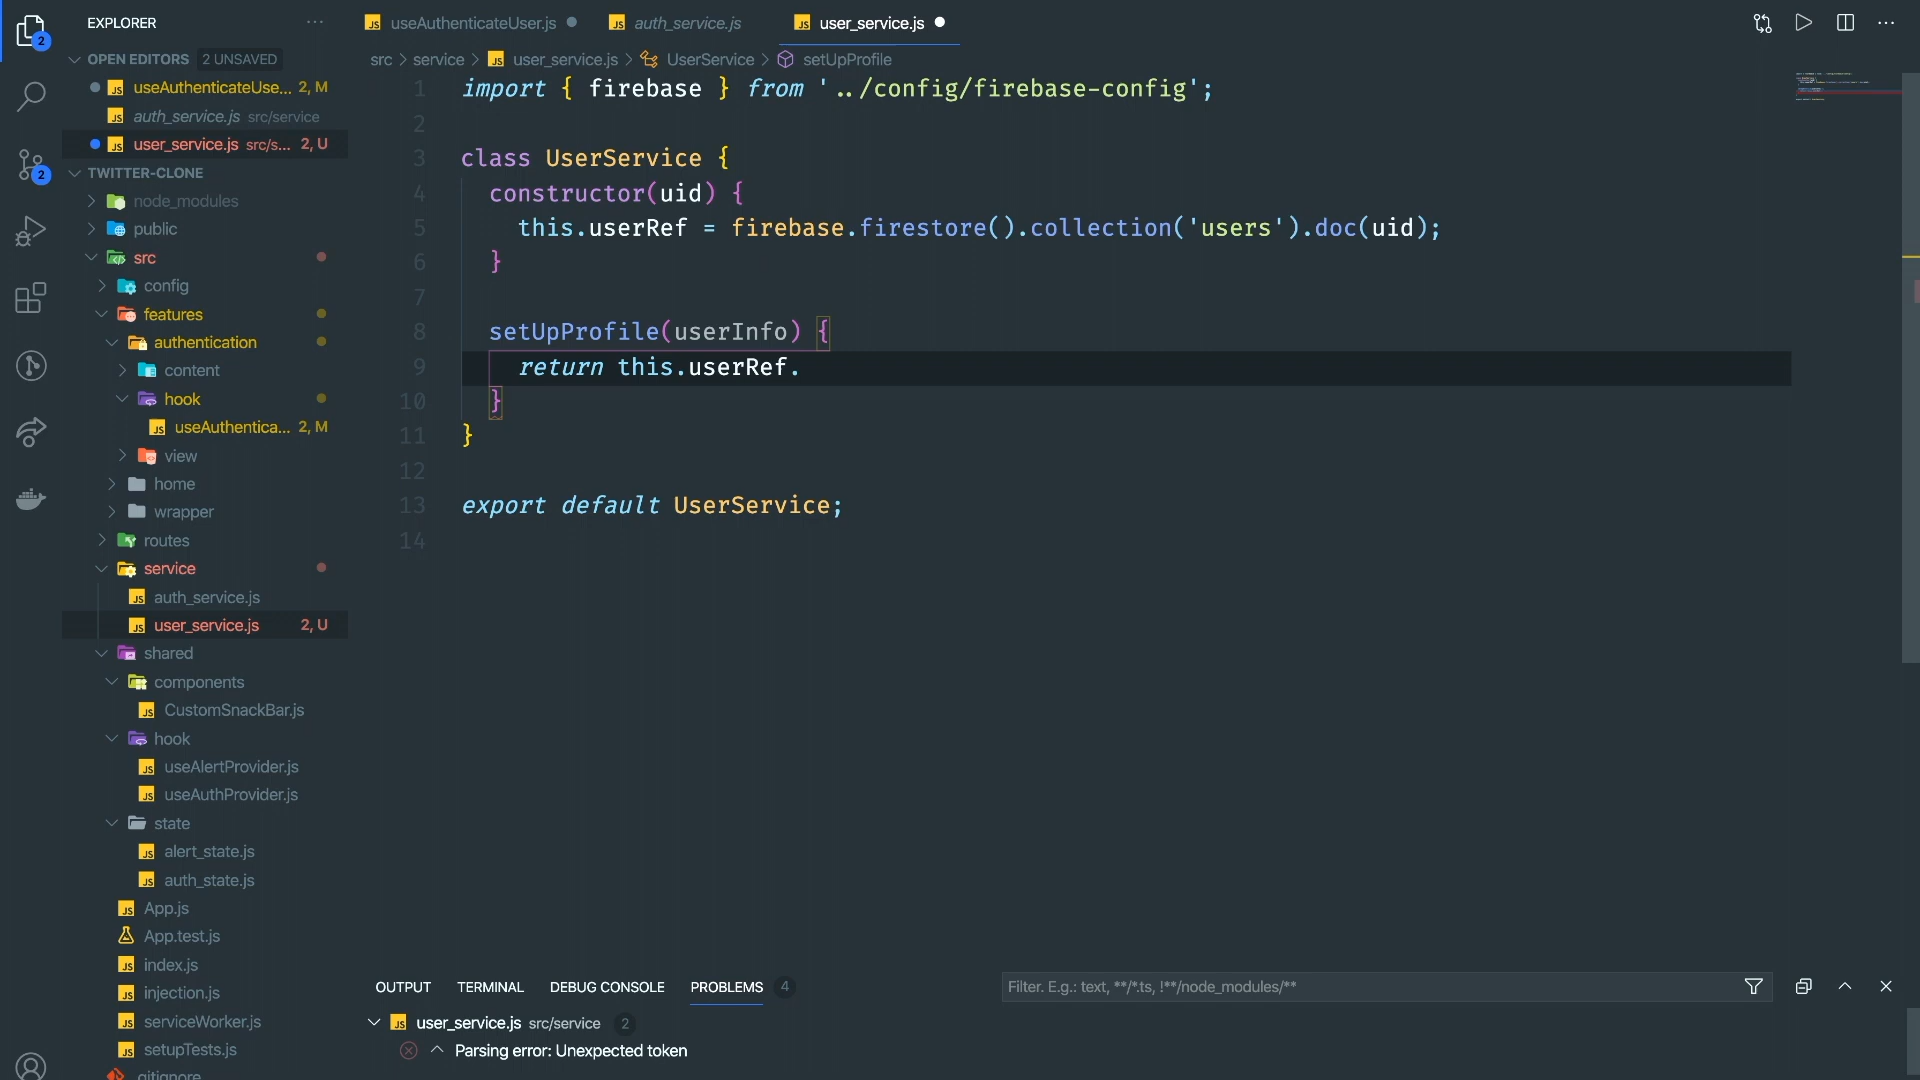 EXPLORER
useAuthenticateUser.js
auth_service.js
user_service.js
OPEN EDITORS 2 UNSAVED
src > service > user_service.js > UserService > setUpProfile
useAuthenticateUse... 2, M
auth_service.js src/service
user_service.js src/s... 2, U
TWITTER-CLONE
node_modules
public
src
config
features
authentication
content
hook
useAuthentica... 2, M
view
home
wrapper
routes
service
auth_service.js
user_service.js 2, U
shared
components
CustomSnackBar.js
hook
useAlertProvider.js
useAuthProvider.js
state
alert_state.js
auth_state.js
App.js
App.test.js
index.js
injection.js
serviceWorker.js
setupTests.js
.gitignore
2
2
1 import { firebase } from '../config/firebase-config';
2
3 class UserService {
4 constructor(uid) {
5 this.userRef = firebase.firestore().collection('users').doc(uid);
6 }
7
8 setUpProfile(userInfo) {
9 return this.userRef.
10 }
11 }
12
13 export default UserService;
14
OUTPUT TERMINAL DEBUG CONSOLE PROBLEMS 4
Filter. E.g.: text, **/*.ts, !**/node_modules/**
user_service.js src/service 2
Parsing error: Unexpected token